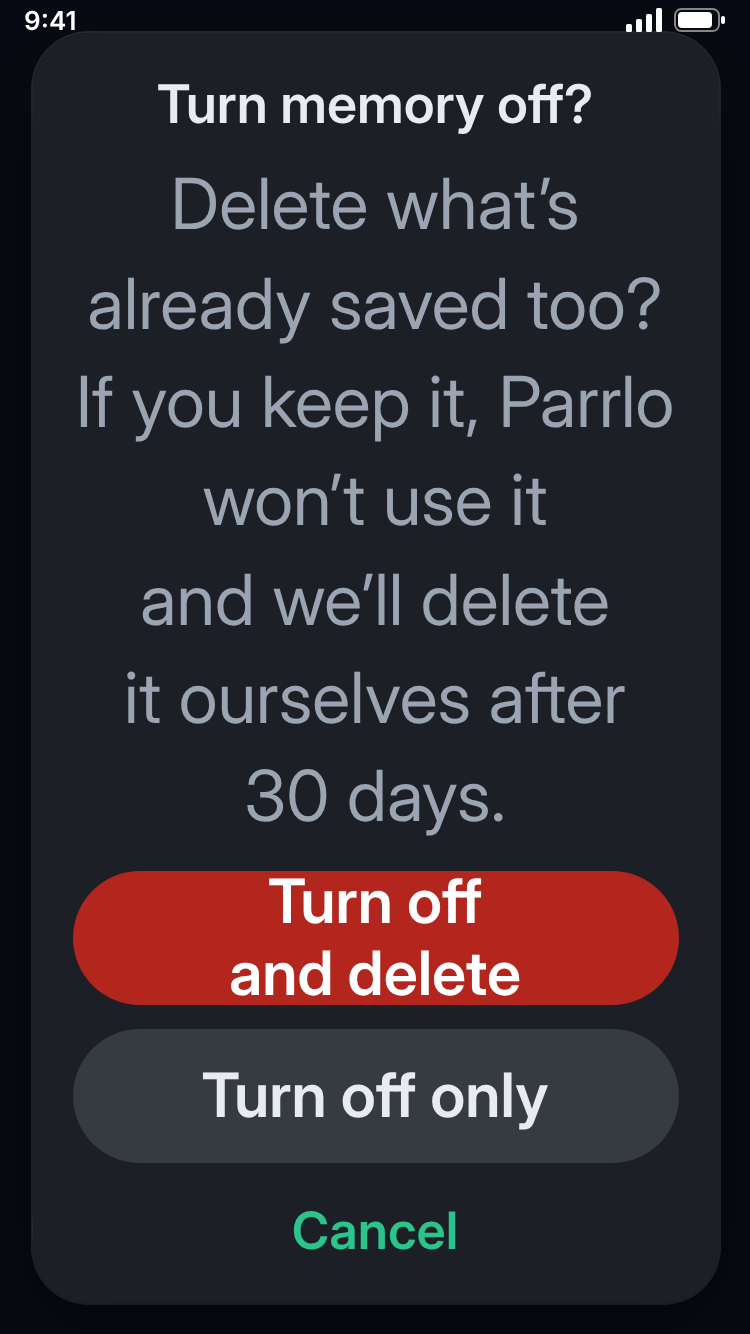 9:41
Turn memory off?
Delete what’s
already saved too?
If you keep it, Parrlo
won’t use it
and we’ll delete
it ourselves after
30 days.
Turn off
and delete
Turn off only
Cancel